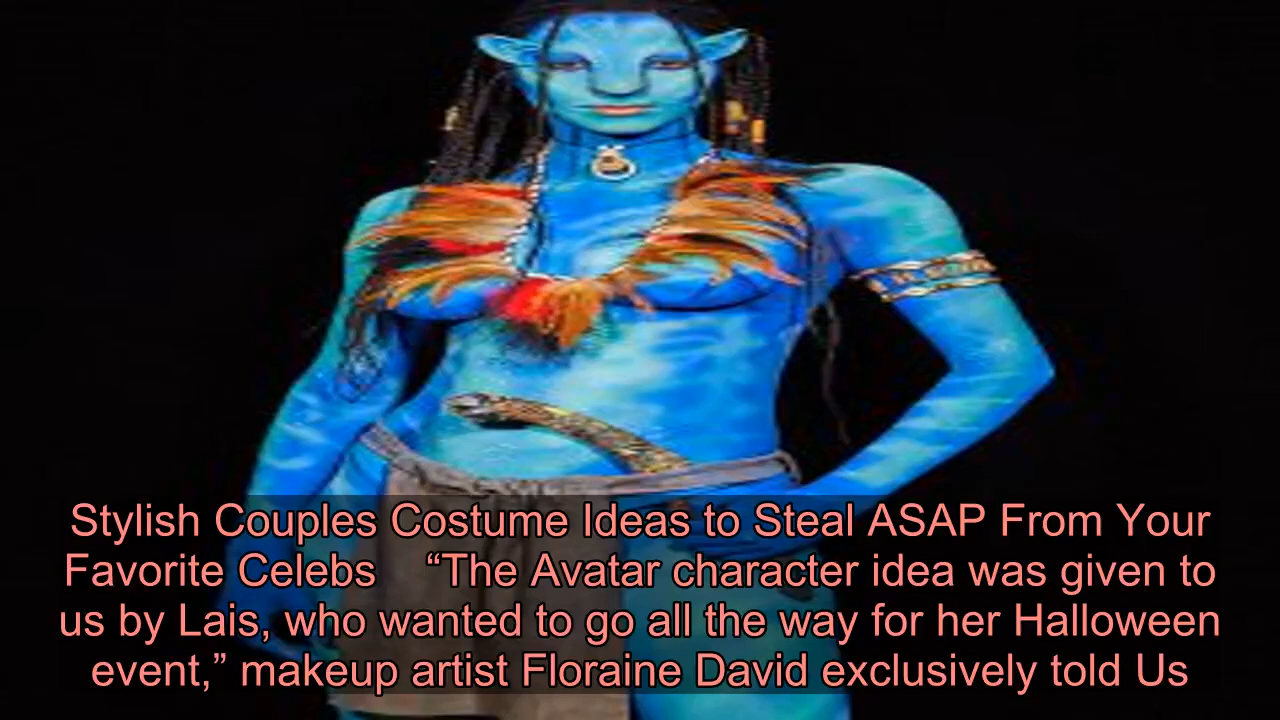 Stylish Couples Costume Ideas to Steal ASAP From Your
Favorite Celebs “The Avatar character idea was given to
us by Lais, who wanted to go all the way for her Halloween
event,” makeup artist Floraine David exclusively told Us